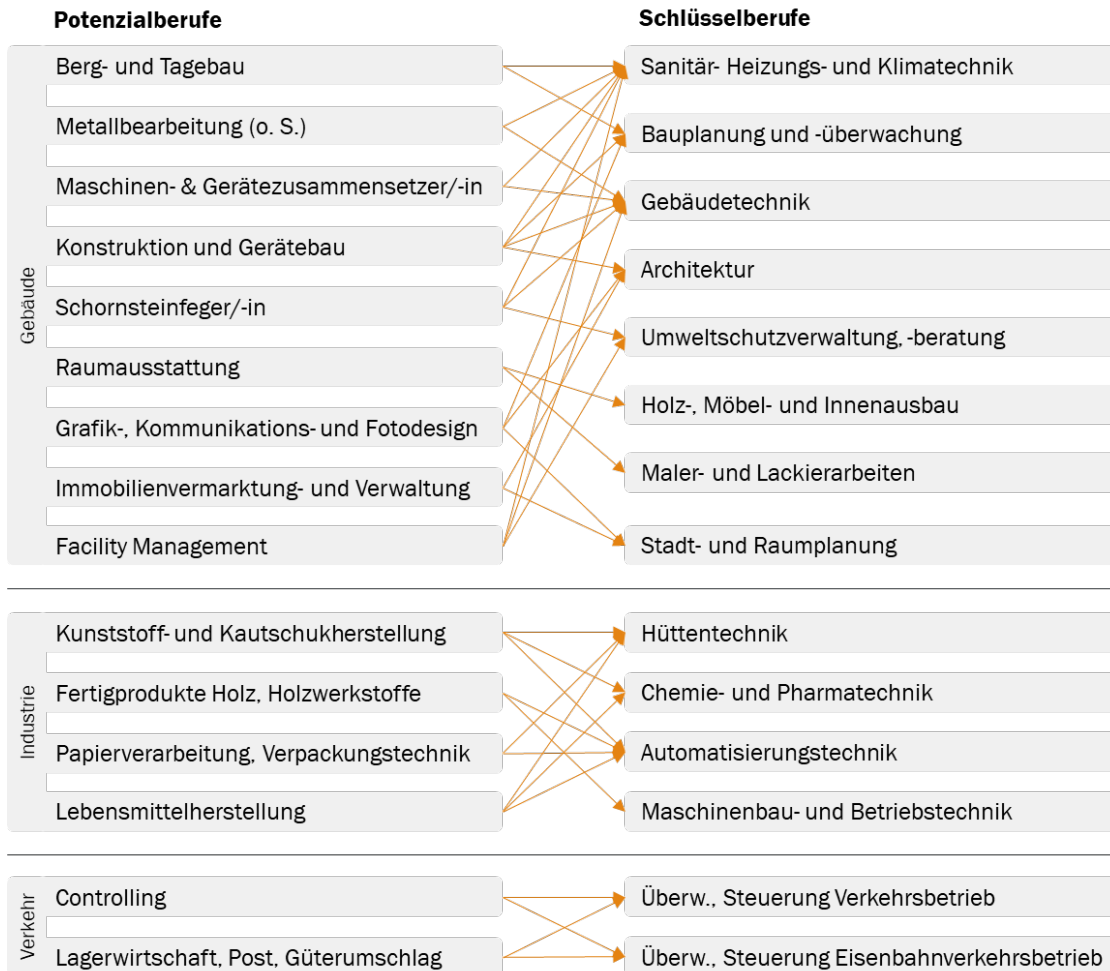 Potenzialberufe
Schlüsselberufe
Gebäude
Berg- und Tagebau
Sanitär- Heizungs- und Klimatechnik
Metallbearbeitung (o. S.)
Bauplanung und -überwachung
Maschinen- & Gerätezusammensetzer/-in
Gebäudetechnik
Konstruktion und Gerätebau
Architektur
Schornsteinfeger/-in
Umweltschutzverwaltung, -beratung
Raumausstattung
Holz-, Möbel- und Innenausbau
Grafik-, Kommunikations- und Fotodesign
Maler- und Lackierarbeiten
Immobilienvermarktung- und Verwaltung
Facility Management
Stadt- und Raumplanung
Industrie
Kunststoff- und Kautschukherstellung
Hüttentechnik
Fertigprodukte Holz, Holzwerkstoffe
Chemie- und Pharmatechnik
Papierverarbeitung, Verpackungstechnik
Automatisierungstechnik
Lebensmittelherstellung
Maschinenbau- und Betriebstechnik
Verkehr
Controlling
Überw., Steuerung Verkehrsbetrieb
Lagerwirtschaft, Post, Güterumschlag
Überw., Steuerung Eisenbahnverkehrsbetrieb